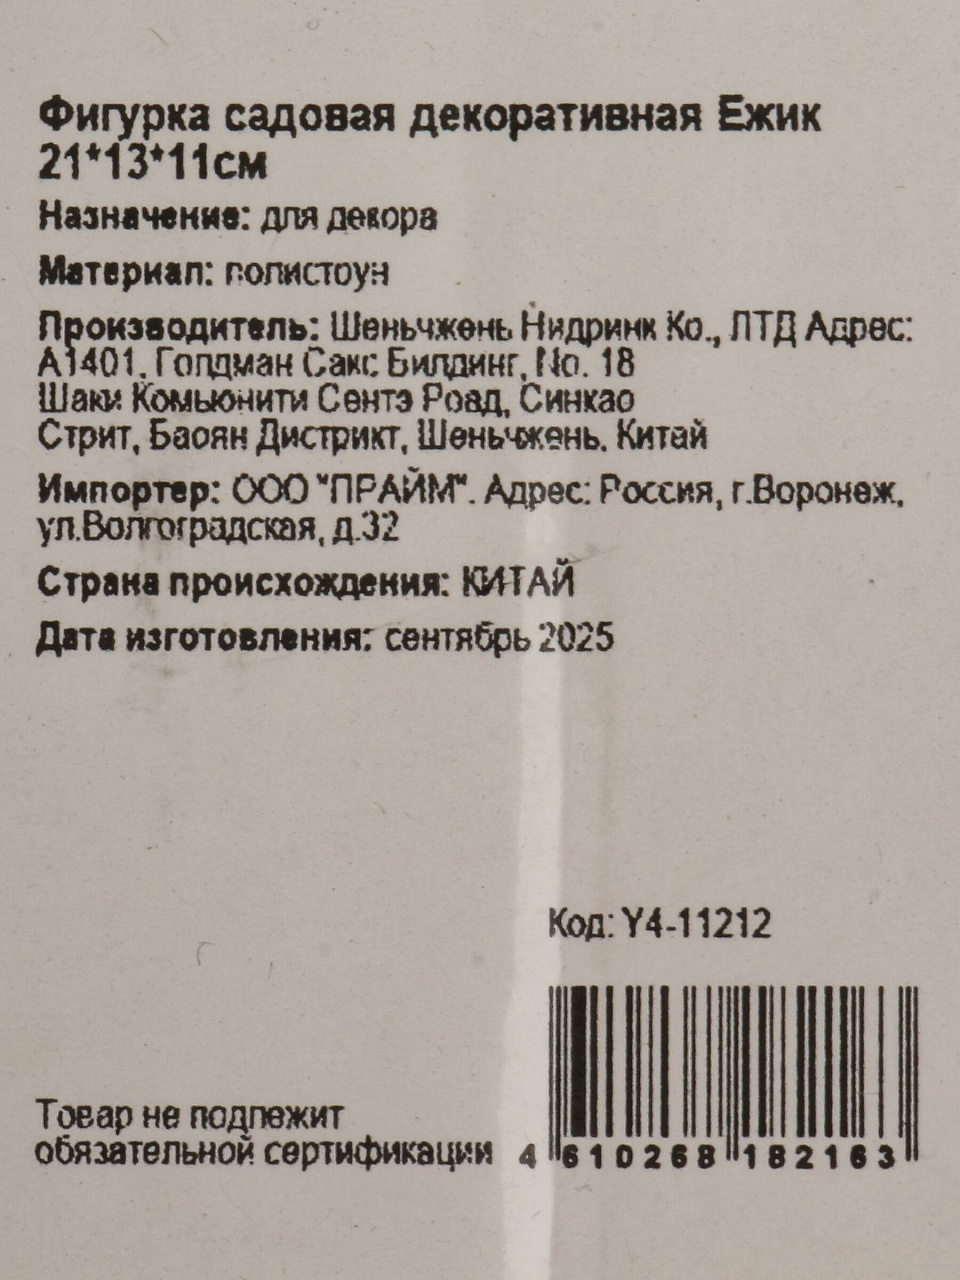 Фигурка садовая декоративная Ежик
21*13*11см
Назначение: для декора
Материал: полистоун
Производитель: Шеньчжень Нидринк Ко., ЛТД Адрес:
А1401, Голдман Сакс Билдинг, No. 18
Шаки Комьюнити Сентэ Роад, Синкао
Стрит, Баоян Дистрикт, Шеньчжень, Китай
Импортер: ООО "ПРАЙМ". Адрес: Россия, г.Воронеж,
ул.Волгоградская, д.32
Страна происхождения: КИТАЙ
Дата изготовления: сентябрь 2025
Код: Y4-11212
Товар не подлежит
обязательной сертификации
4 610268 182163